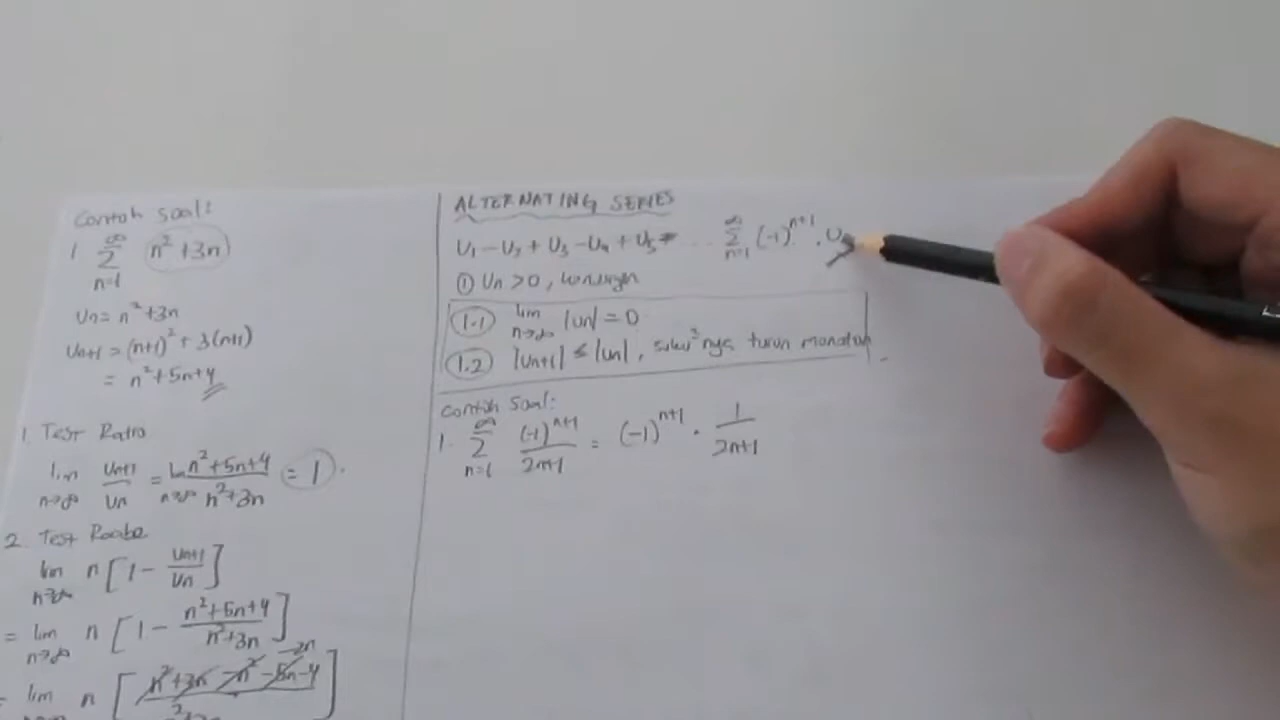 Contoh Soal:
1. ∞ Σ n=1 n² + 3n
Un = n² + 3n
Un+1 = (n+1)² + 3(n+1)
= n² + 5n + 4
1. Test Ratio
lim n→∞ Un+1 / Un = lim n→∞ n² + 5n + 4 / n² + 3n = 1.
2. Test Raabe
lim n→∞ n [ 1 - Un+1 / Un ]
= lim n→∞ n [ 1 - n² + 5n + 4 / n² + 3n ]
= lim n [ n² + 3n - n² - 5n - 4 -2n
ALTERNATING SERIES
U1 - U2 + U3 - U4 + U5 - ... ∞ Σ n=1 (-1)^n+1 . Un
① Un > 0, konvergen
1.1 lim n→∞ |Un| = 0
1.2 |Un+1| ≤ |Un|, suku²nya turun monoton
Contoh Soal:
1. ∞ Σ n=1 (-1)^n+1 / 2n+1 = (-1)^n+1 . 1 / 2n+1